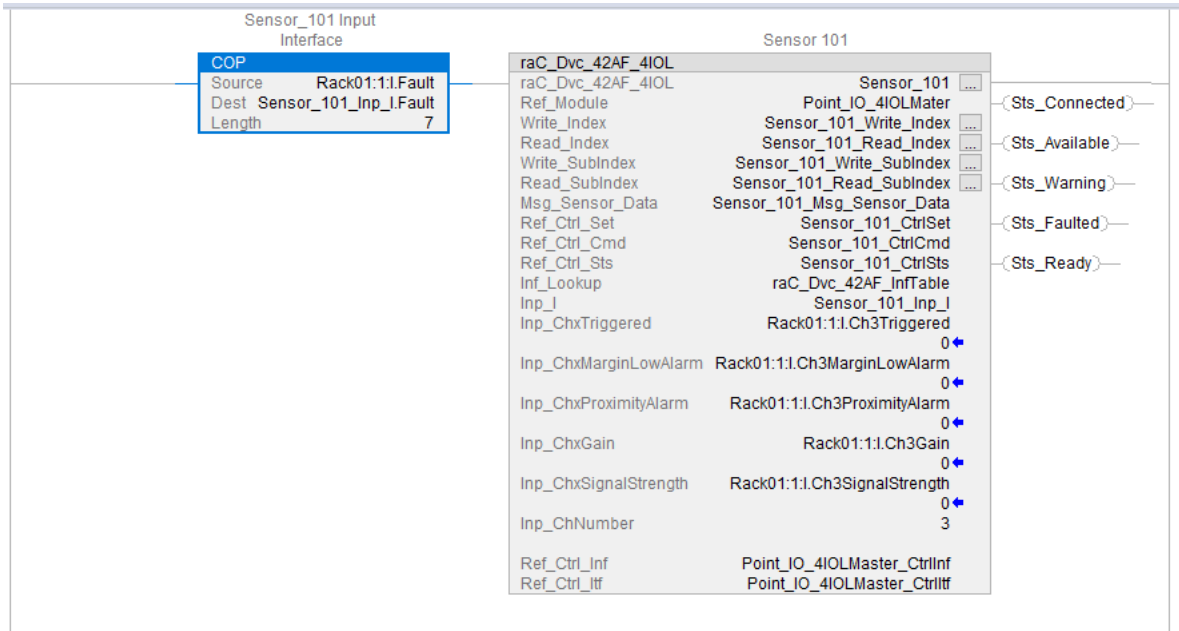 Sensor_101 Input
Interface
COP
Source Rack01:1:I.Fault
Dest Sensor_101_Inp_I.Fault
Length 7
Sensor 101
raC_Dvc_42AF_4IOL
raC_Dvc_42AF_4IOL Sensor_101 ...
Ref_Module Point_IO_4IOLMater
Write_Index Sensor_101_Write_Index ...
Read_Index Sensor_101_Read_Index ...
Write_SubIndex Sensor_101_Write_SubIndex ...
Read_SubIndex Sensor_101_Read_SubIndex ...
Msg_Sensor_Data Sensor_101_Msg_Sensor_Data
Ref_Ctrl_Set Sensor_101_CtrlSet
Ref_Ctrl_Cmd Sensor_101_CtrlCmd
Ref_Ctrl_Sts Sensor_101_CtrlSts
Inf_Lookup raC_Dvc_42AF_InfTable
Inp_I Sensor_101_Inp_I
Inp_ChxTriggered Rack01:1:I.Ch3Triggered
0
Inp_ChxMarginLowAlarm Rack01:1:I.Ch3MarginLowAlarm
0
Inp_ChxProximityAlarm Rack01:1:I.Ch3ProximityAlarm
0
Inp_ChxGain Rack01:1:I.Ch3Gain
0
Inp_ChxSignalStrength Rack01:1:I.Ch3SignalStrength
0
Inp_ChNumber 3
Ref_Ctrl_Inf Point_IO_4IOLMaster_CtrlInf
Ref_Ctrl_Itf Point_IO_4IOLMaster_CtrlItf
Sts_Connected
Sts_Available
Sts_Warning
Sts_Faulted
Sts_Ready